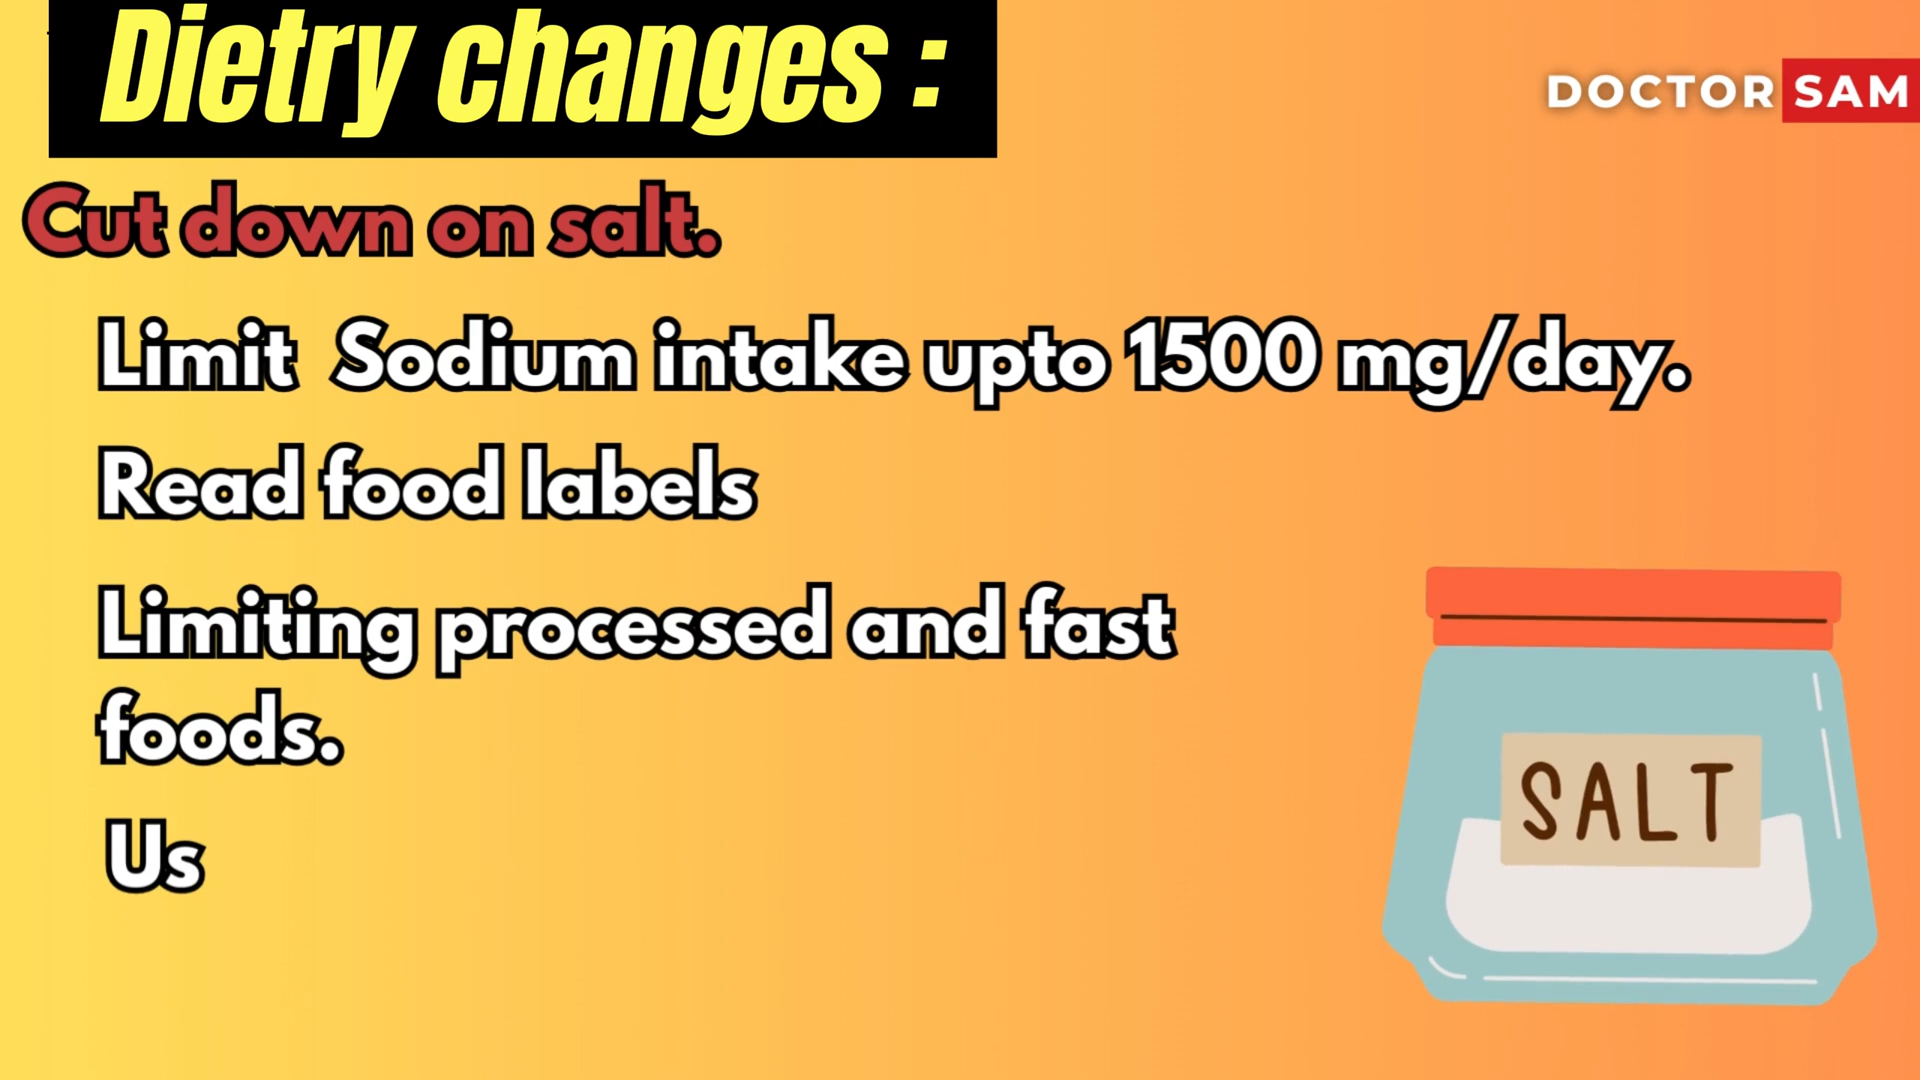 Dietry changes :
DOCTOR SAM
Cut down on salt.
Limit Sodium intake upto 1500 mg/day.
Read food labels
Limiting processed and fast
foods.
Us
SALT